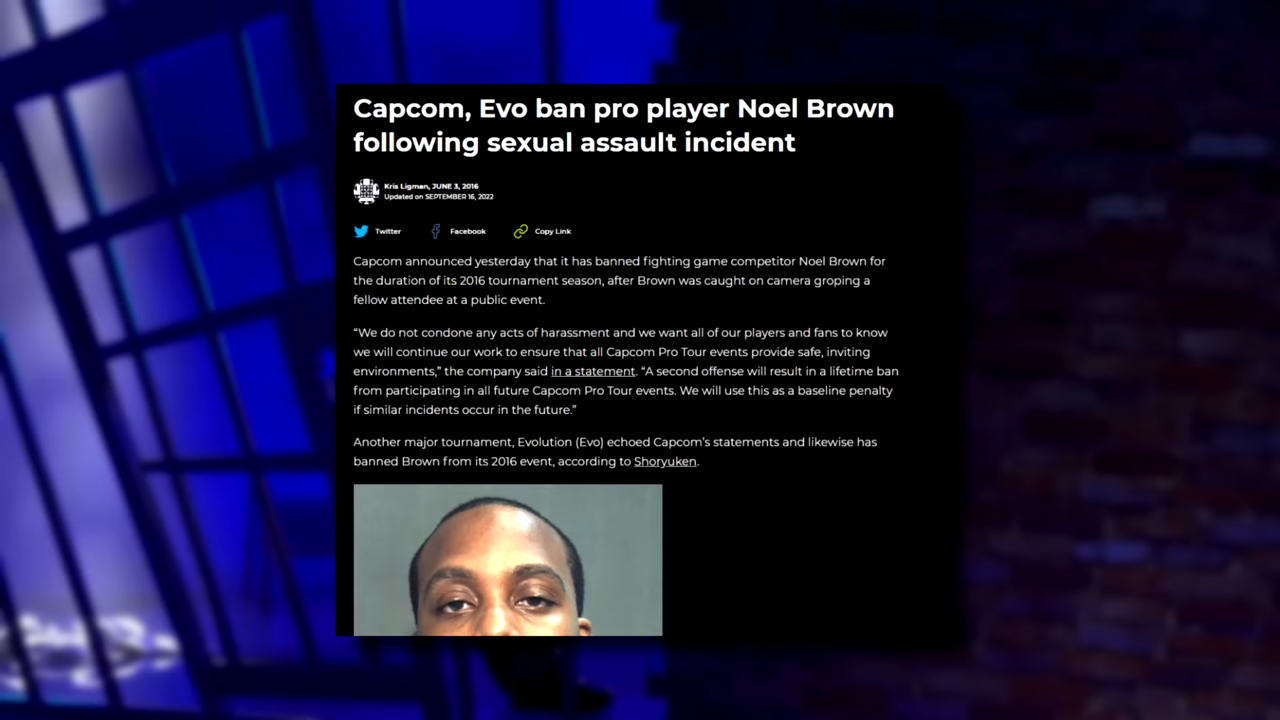 Capcom, Evo ban pro player Noel Brown
following sexual assault incident
Kris Ligman, JUNE 3, 2016
Updated on SEPTEMBER 16, 2022
Twitter
Facebook
Copy Link
Capcom announced yesterday that it has banned fighting game competitor Noel Brown for
the duration of its 2016 tournament season, after Brown was caught on camera groping a
fellow attendee at a public event.
“We do not condone any acts of harassment and we want all of our players and fans to know
we will continue our work to ensure that all Capcom Pro Tour events provide safe, inviting
environments,” the company said in a statement. “A second offense will result in a lifetime ban
from participating in all future Capcom Pro Tour events. We will use this as a baseline penalty
if similar incidents occur in the future.”
Another major tournament, Evolution (Evo) echoed Capcom’s statements and likewise has
banned Brown from its 2016 event, according to Shoryuken.